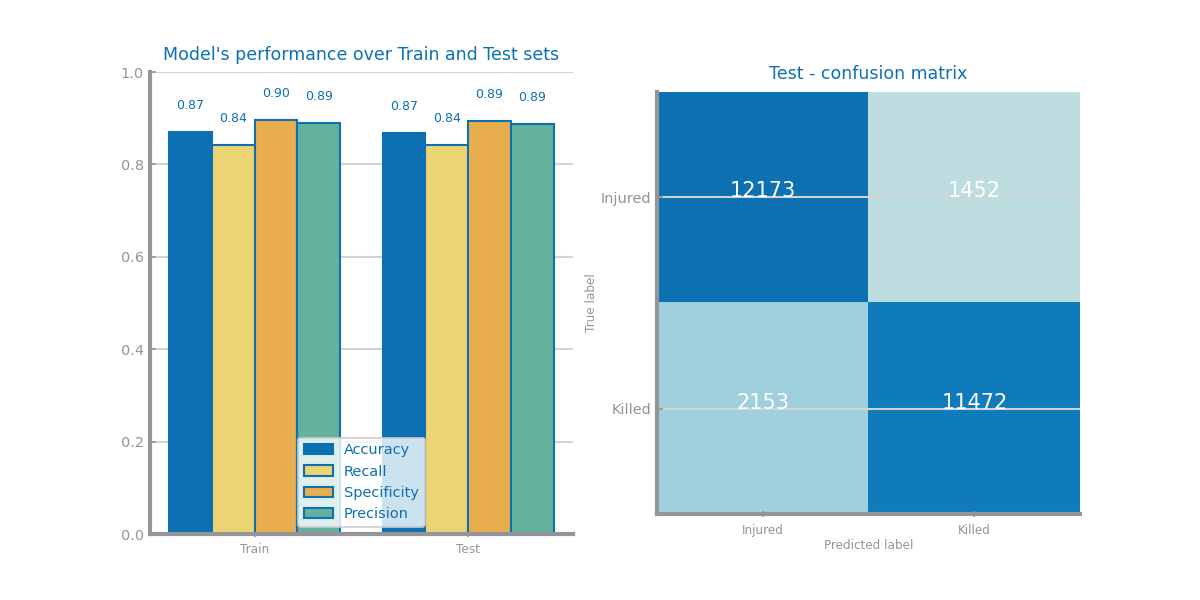 Model's performance over Train and Test sets
1.0
0.8
0.6
0.4
0.2
0.0
0.87
0.84
0.90
0.89
0.87
0.84
0.89
0.89
Accuracy
Recall
Specificity
Precision
Train
Test
Test - confusion matrix
True label
Injured
Killed
12173
1452
2153
11472
Injured
Killed
Predicted label